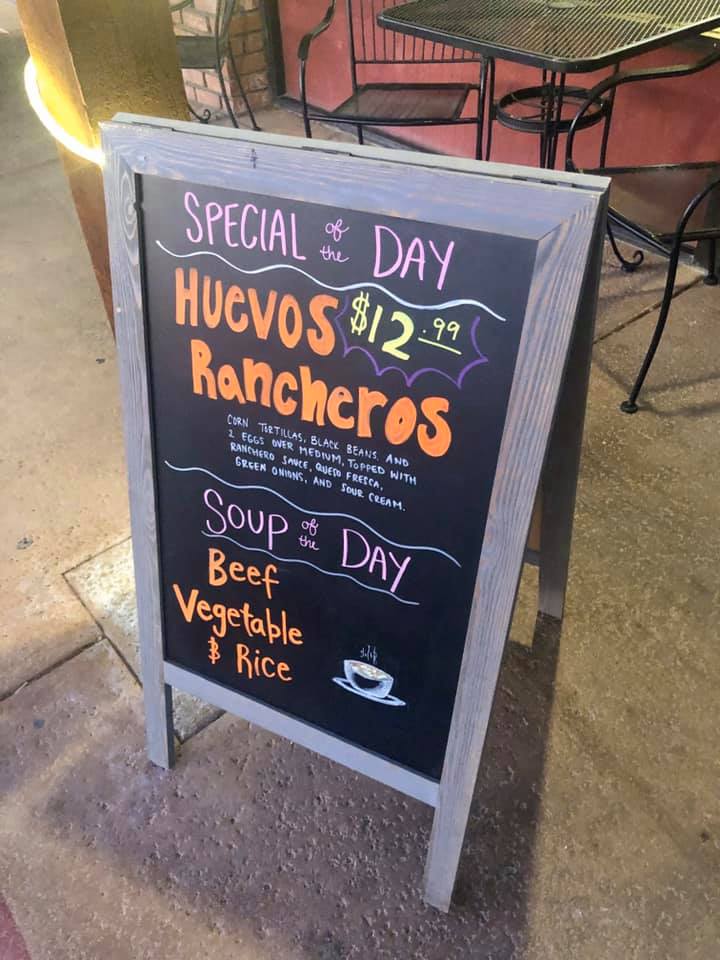 SPECIAL of the DAY
HUEVOS $12.99
Rancheros
CORN TORTILLAS, BLACK BEANS, AND
2 EGGS OVER MEDIUM, TOPPED WITH
RANCHERO SAUCE, QUESO FRESCA,
GREEN ONIONS, AND SOUR CREAM.
SOUP of the DAY
Beef
Vegetable
& Rice